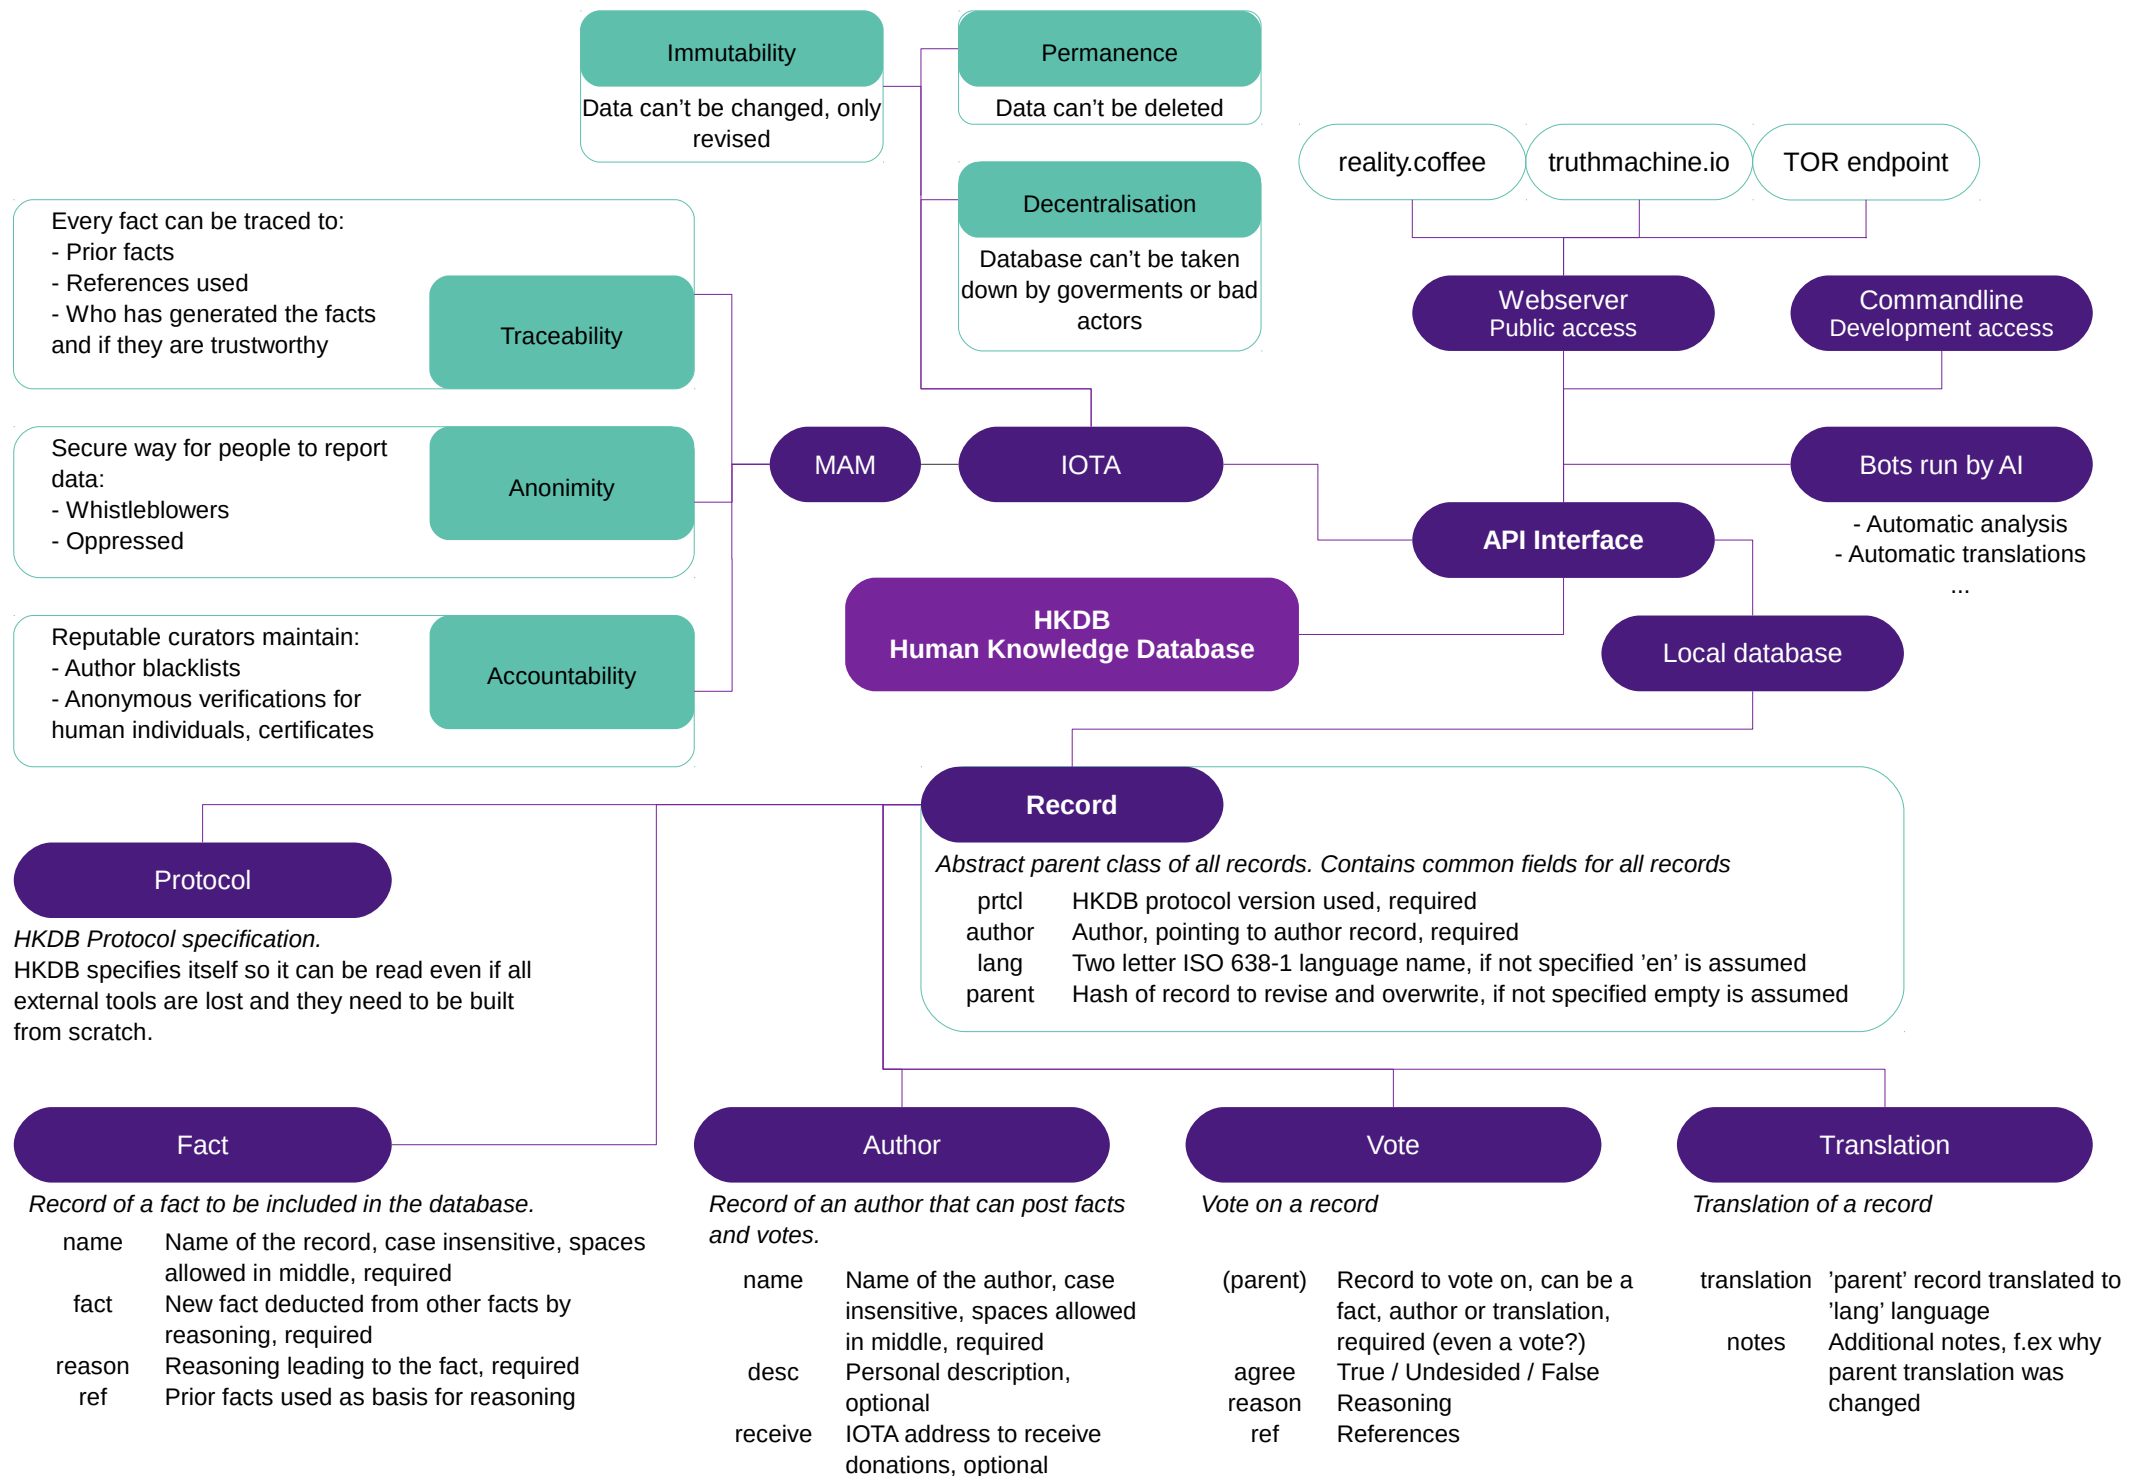 Immutability
Data can’t be changed, only
revised
Permanence
Data can’t be deleted
Decentralisation
Database can’t be taken
down by goverments or bad
actors
reality.coffee
truthmachine.io
TOR endpoint
Webserver
Public access
Commandline
Development access
Every fact can be traced to:
- Prior facts
- References used
- Who has generated the facts
and if they are trustworthy
Traceability
Secure way for people to report
data:
- Whistleblowers
- Oppressed
Anonimity
MAM
IOTA
Bots run by AI
- Automatic analysis
- Automatic translations
...
API Interface
HKDB
Human Knowledge Database
Local database
Reputable curators maintain:
- Author blacklists
- Anonymous verifications for
human individuals, certificates
Accountability
Record
Abstract parent class of all records. Contains common fields for all records
prtcl HKDB protocol version used, required
author Author, pointing to author record, required
lang Two letter ISO 638-1 language name, if not specified ’en’ is assumed
parent Hash of record to revise and overwrite, if not specified empty is assumed
Protocol
HKDB Protocol specification.
HKDB specifies itself so it can be read even if all
external tools are lost and they need to be built
from scratch.
Fact
Record of a fact to be included in the database.
name Name of the record, case insensitive, spaces
allowed in middle, required
fact New fact deducted from other facts by
reasoning, required
reason Reasoning leading to the fact, required
ref Prior facts used as basis for reasoning
Author
Record of an author that can post facts
and votes.
name Name of the author, case
insensitive, spaces allowed
in middle, required
desc Personal description,
optional
receive IOTA address to receive
donations, optional
Vote
Vote on a record
(parent) Record to vote on, can be a
fact, author or translation,
required (even a vote?)
agree True / Undesided / False
reason Reasoning
ref References
Translation
Translation of a record
translation ’parent’ record translated to
’lang’ language
notes Additional notes, f.ex why
parent translation was
changed